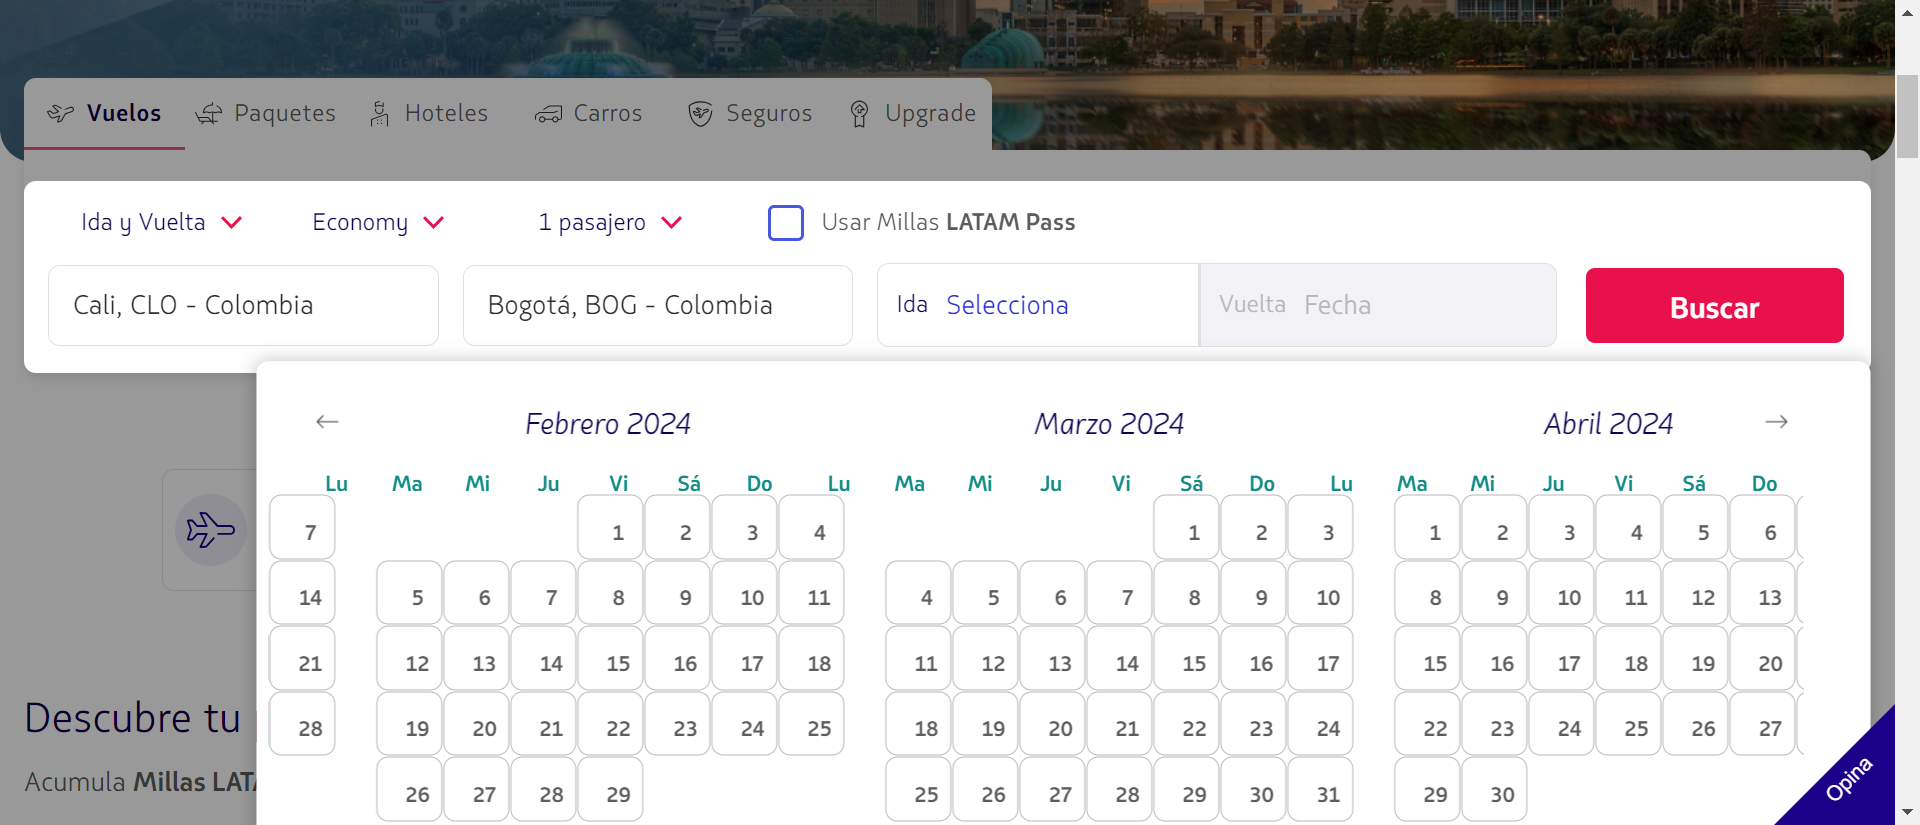 Vuelos Paquetes Hoteles Carros Seguros Upgrade
Ida y Vuelta Economy 1 pasajero Usar Millas LATAM Pass
Cali, CLO - Colombia Bogotá, BOG - Colombia Ida Selecciona Vuelta Fecha Buscar
Febrero 2024 Marzo 2024 Abril 2024
Lu Ma Mi Ju Vi Sá Do Lu Ma Mi Ju Vi Sá Do Lu Ma Mi Ju Vi Sá Do
7 1 2 3 4 1 2 3 1 2 3 4 5 6
14 5 6 7 8 9 10 11 4 5 6 7 8 9 10 8 9 10 11 12 13
21 12 13 14 15 16 17 18 11 12 13 14 15 16 17 15 16 17 18 19 20
Descubre tu
28 19 20 21 22 23 24 25 18 19 20 21 22 23 24 22 23 24 25 26 27
Acumula Millas LATA
26 27 28 29 25 26 27 28 29 30 31 29 30
Opina